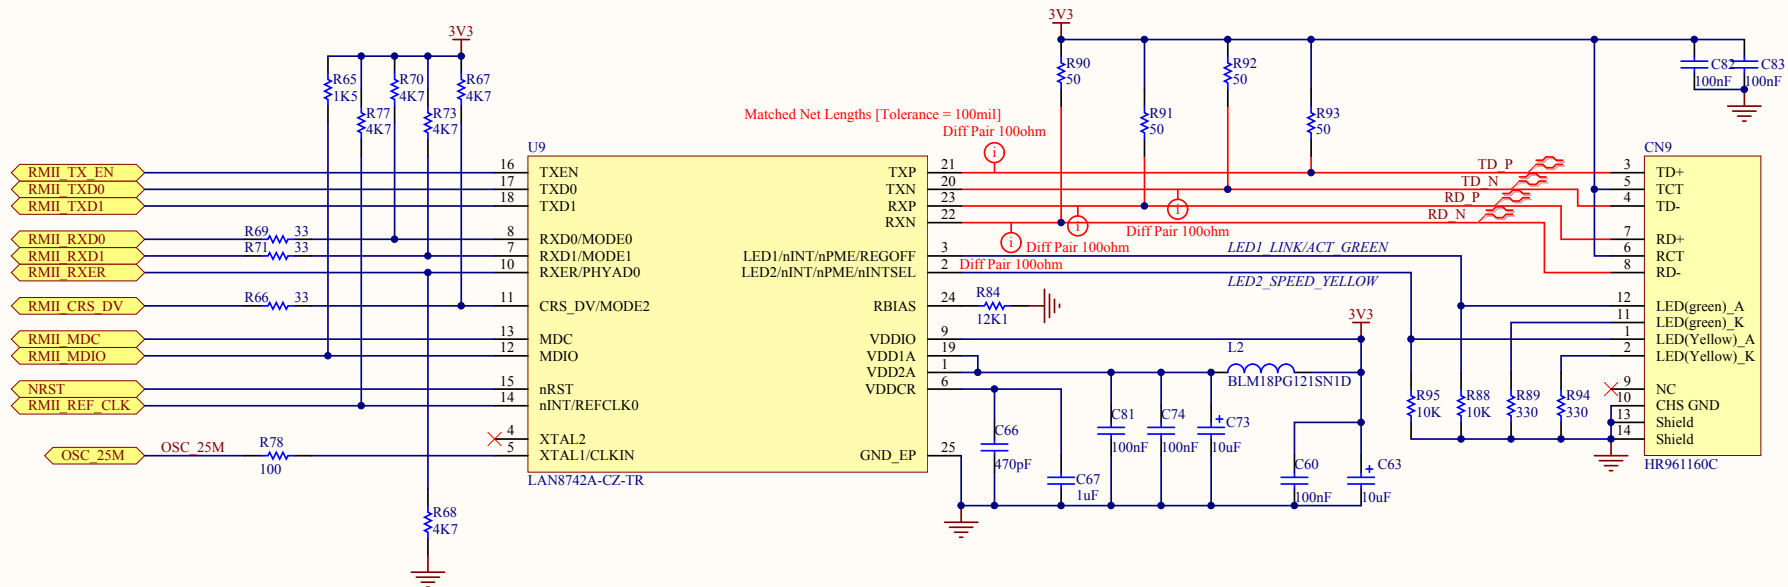 3V3
3V3
R65
1K5
R70
4K7
R67
4K7
R77
4K7
R73
4K7
R90
50
R92
50
R91
50
R93
50
C82
100nF
C83
100nF
Matched Net Lengths [Tolerance = 100mil]
Diff Pair 100ohm
i
U9
CN9
RMII_TX_EN
16
TXEN
TXP
21
TD_P
3
TD+
RMII_TXD0
17
TXD0
TXN
20
TD_N
5
TCT
RMII_TXD1
18
TXD1
RXP
23
RD_P
4
TD-
i
RXN
22
RD_N
i
i
Diff Pair 100ohm
RMII_RXD0
R69
33
8
RXD0/MODE0
7
RD+
RMII_RXD1
R71
33
7
RXD1/MODE1
LED1/nINT/nPME/REGOFF
3
Diff Pair 100ohm
LED1_LINK/ACT_GREEN
6
RCT
RMII_RXER
10
RXER/PHYAD0
LED2/nINT/nPME/nINTSEL
2
Diff Pair 100ohm
LED2_SPEED_YELLOW
8
RD-
RMII_CRS_DV
R66
33
11
CRS_DV/MODE2
RBIAS
24
R84
12K1
12
LED(green)_A
11
LED(green)_K
3V3
RMII_MDC
13
MDC
VDDIO
9
1
LED(Yellow)_A
RMII_MDIO
12
MDIO
VDD1A
19
L2
BLM18PG121SN1D
2
LED(Yellow)_K
VDD2A
1
NRST
15
nRST
VDDCR
6
9
NC
RMII_REF_CLK
14
nINT/REFCLK0
10
CHS GND
13
Shield
14
Shield
R95
10K
R88
10K
R89
330
R94
330
C81
100nF
C74
100nF
C73
10uF
C66
470pF
4
XTAL2
OSC_25M
OSC_25M
R78
100
5
XTAL1/CLKIN
GND_EP
25
C67
1uF
C60
100nF
C63
10uF
HR961160C
LAN8742A-CZ-TR
R68
4K7